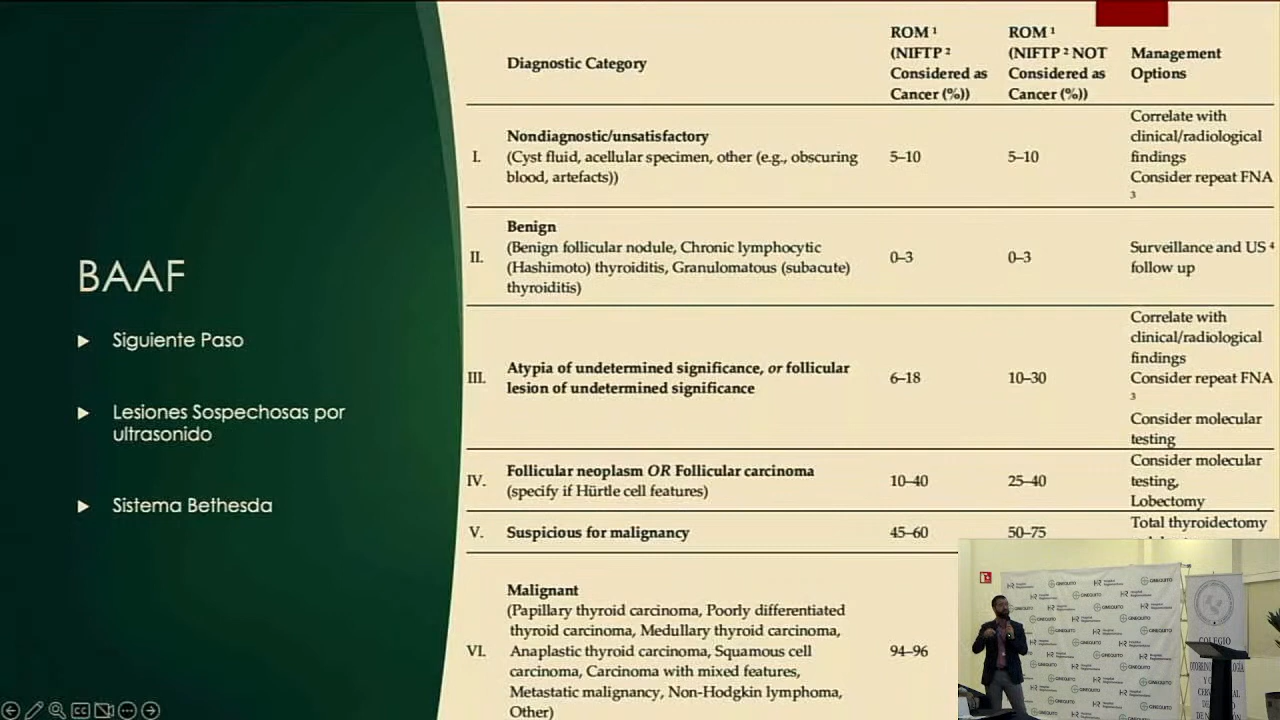 BAAF
Siguiente Paso
Lesiones Sospechosas por
ultrasonido
Sistema Bethesda
Diagnostic Category
ROM ¹
(NIFTP ²
Considered as
Cancer (%))
ROM ¹
(NIFTP ² NOT
Considered as
Cancer (%))
Management
Options
I.
Nondiagnostic/unsatisfactory
(Cyst fluid, acellular specimen, other (e.g., obscuring
blood, artefacts))
5–10
5–10
Correlate with
clinical/radiological
findings
Consider repeat FNA
³
II.
Benign
(Benign follicular nodule, Chronic lymphocytic
(Hashimoto) thyroiditis, Granulomatous (subacute)
thyroiditis)
0–3
0–3
Surveillance and US ⁴
follow up
III.
Atypia of undetermined significance, or follicular
lesion of undetermined significance
6–18
10–30
Correlate with
clinical/radiological
findings
Consider repeat FNA
³
Consider molecular
testing
IV.
Follicular neoplasm OR Follicular carcinoma
(specify if Hürtle cell features)
10–40
25–40
Consider molecular
testing,
Lobectomy
V.
Suspicious for malignancy
45–60
50–75
Total thyroidectomy
VI.
Malignant
(Papillary thyroid carcinoma, Poorly differentiated
thyroid carcinoma, Medullary thyroid carcinoma,
Anaplastic thyroid carcinoma, Squamous cell
carcinoma, Carcinoma with mixed features,
Metastatic malignancy, Non-Hodgkin lymphoma,
Other)
94–96
GINEQUITO
COLEGIO